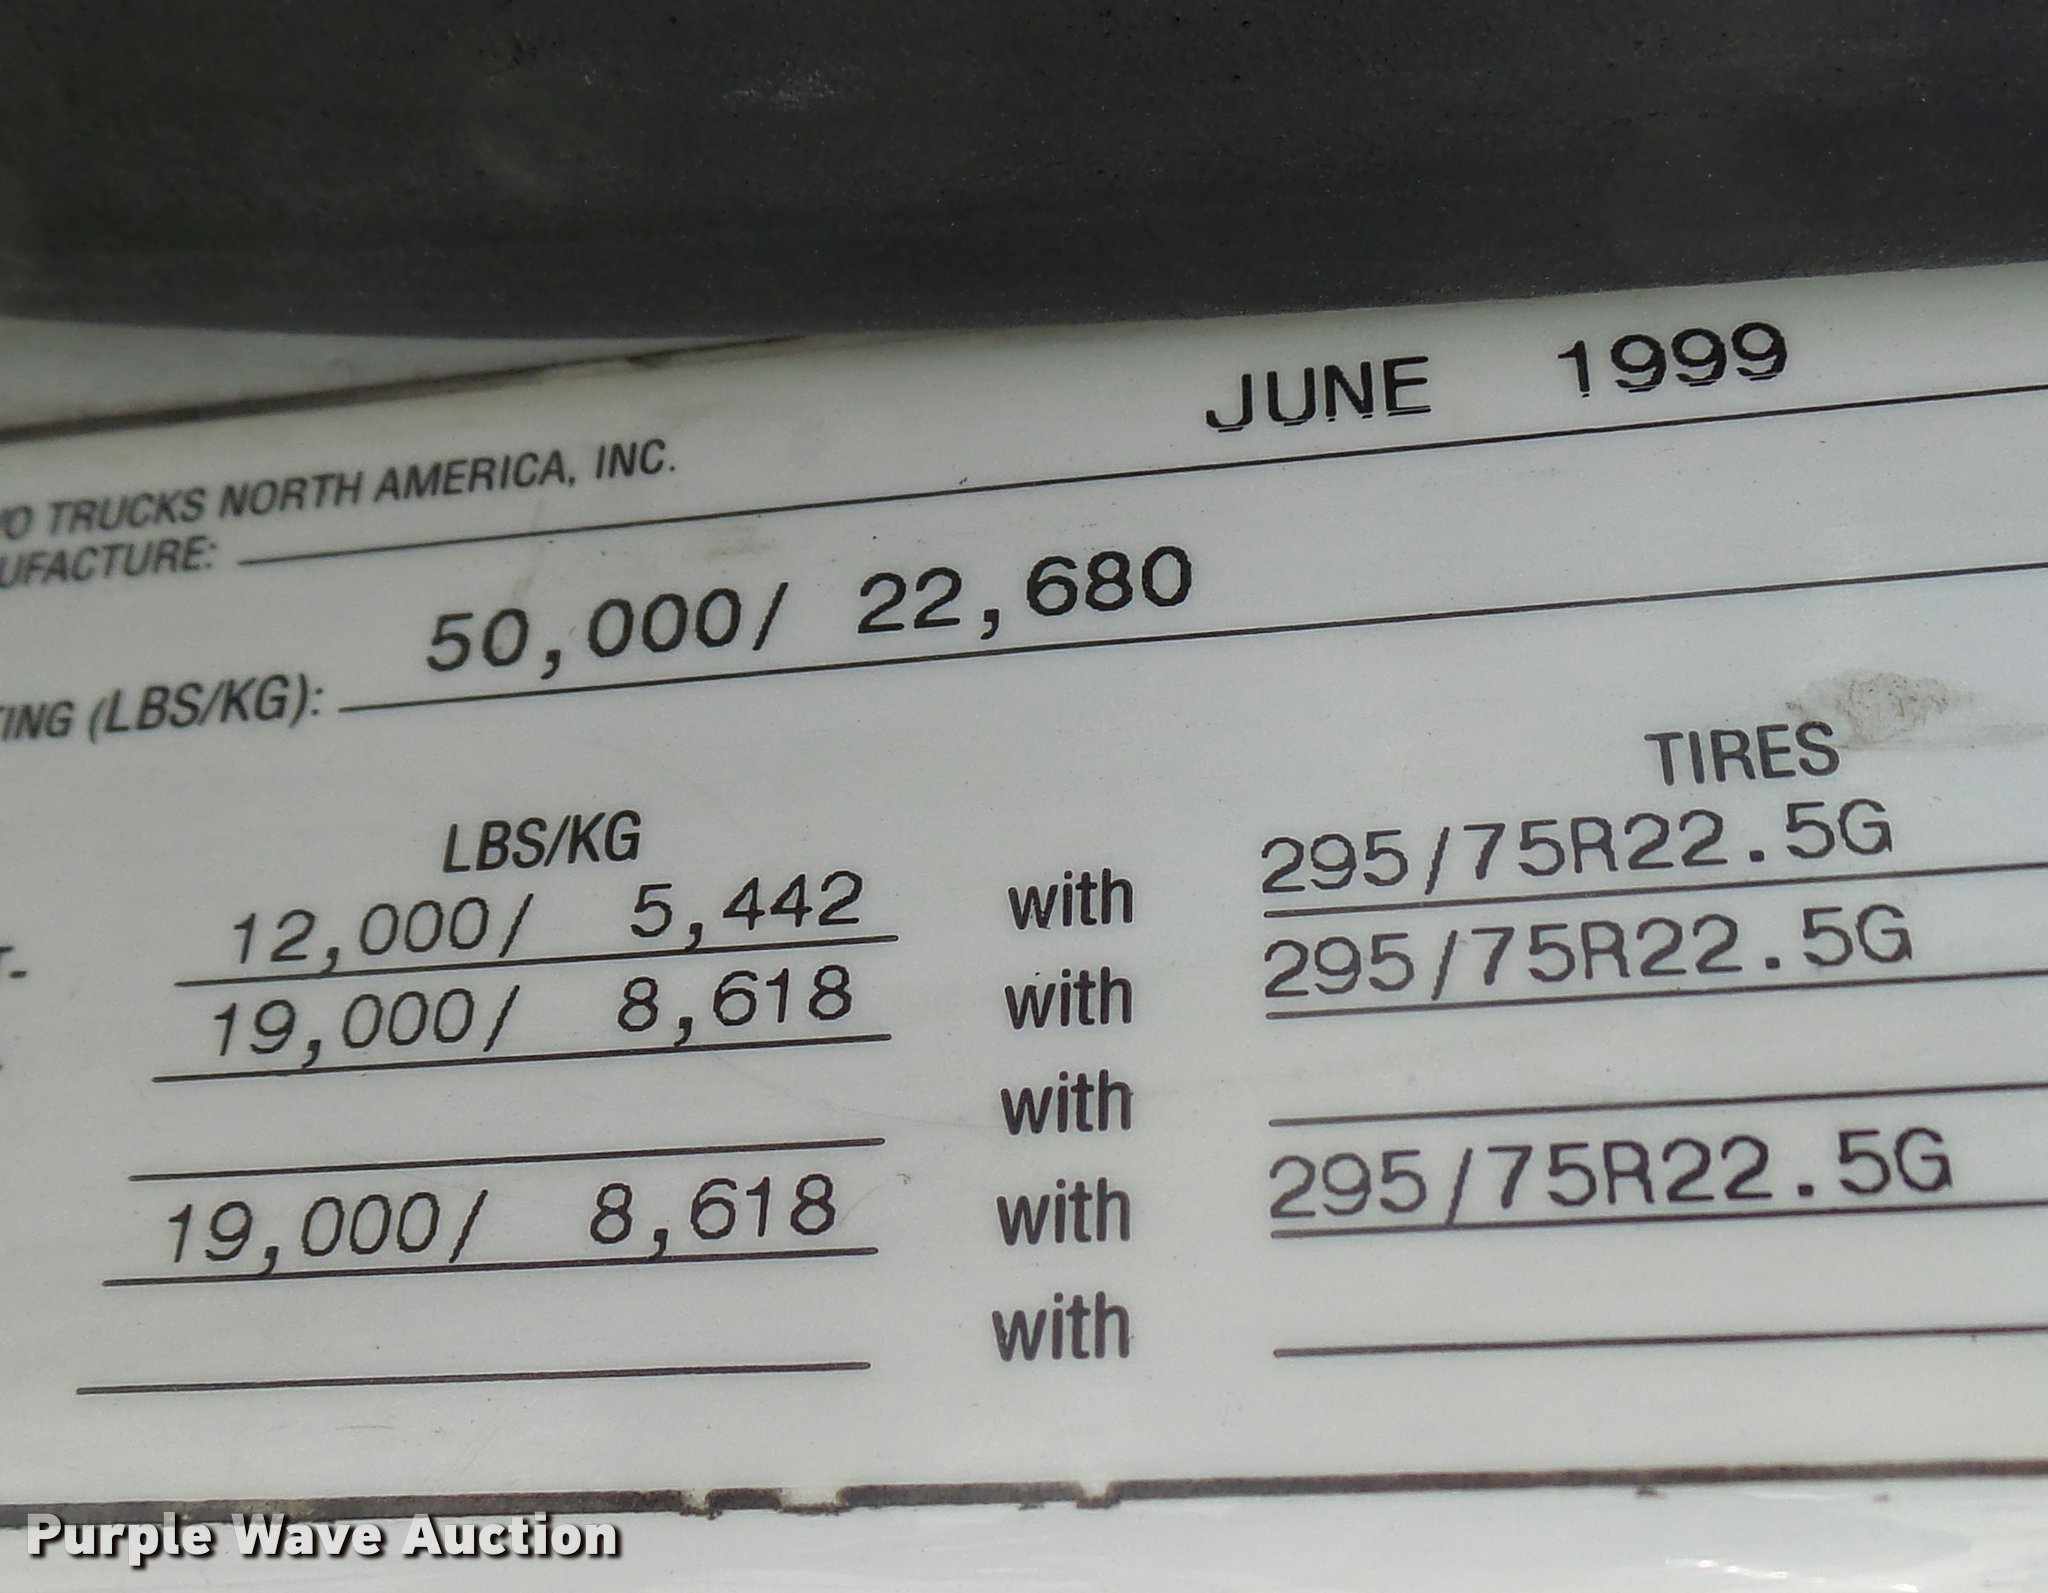 JUNE 1999
TRUCKS NORTH AMERICA, INC.
UFACTURE:
50,000/ 22,680
TING (LBS/KG):
TIRES
LBS/KG
12,000/ 5,442 with 295/75R22.5G
19,000/ 8,618 with 295/75R22.5G
with
19,000/ 8,618 with 295/75R22.5G
with
Purple Wave Auction